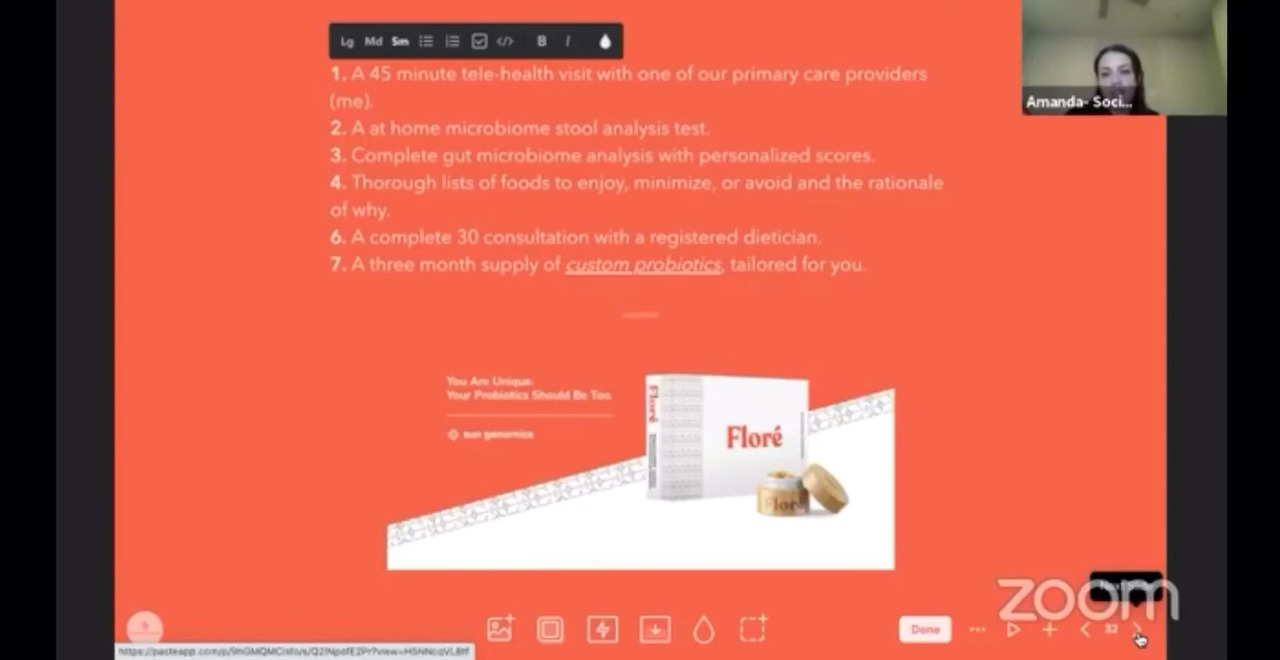 Lg Md Sm B I
1. A 45 minute tele-health visit with one of our primary care providers
(me).
Amanda- Soci...
2. A at home microbiome stool analysis test.
3. Complete gut microbiome analysis with personalized scores.
4. Thorough lists of foods to enjoy, minimize, or avoid and the rationale
of why.
6. A complete 30 consultation with a registered dietician.
7. A three month supply of custom probiotics, tailored for you.
You Are Unique.
Your Probiotics Should Be Too.
sun genomics
Floré
Floré
Floré
zoom
Done
32